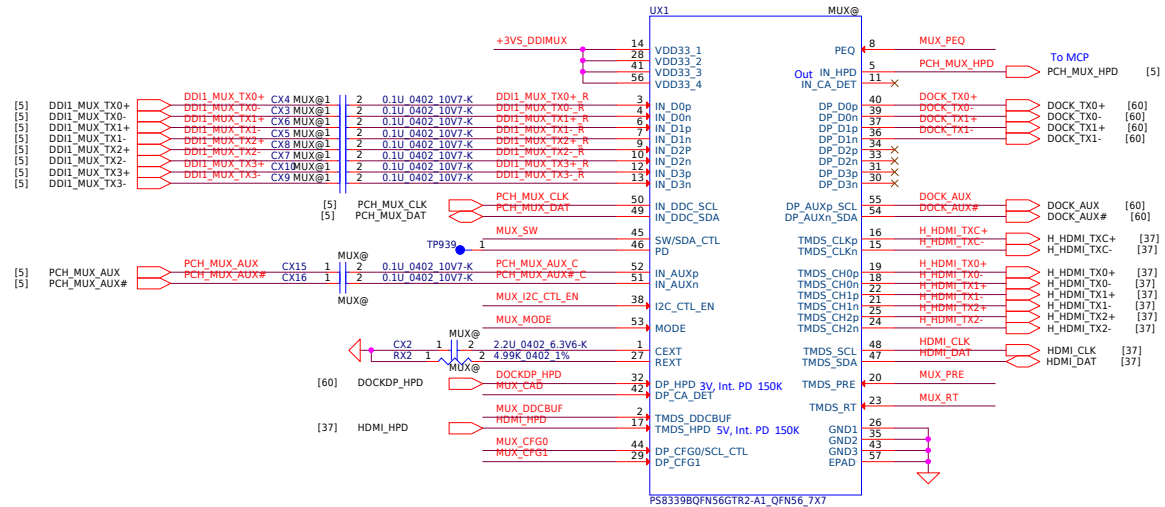 UX1 MUX@
+3VS_DDIMUX 14 VDD33_1 PEQ 8 MUX_PEQ
28 VDD33_2
41 VDD33_3 Out IN_HPD 5 PCH_MUX_HPD To MCP PCH_MUX_HPD [5]
56 VDD33_4 IN_CA_DET 11
[5] DDI1_MUX_TX0+ DDI1_MUX_TX0+ CX4 MUX@1 2 0.1U_0402_10V7-K DDI1_MUX_TX0+_R 3 IN_D0p DP_D0p 40 DOCK_TX0+ DOCK_TX0+ [60]
[5] DDI1_MUX_TX0- DDI1_MUX_TX0- CX3 MUX@1 2 0.1U_0402_10V7-K DDI1_MUX_TX0-_R 4 IN_D0n DP_D0n 39 DOCK_TX0- DOCK_TX0- [60]
[5] DDI1_MUX_TX1+ DDI1_MUX_TX1+ CX6 MUX@1 2 0.1U_0402_10V7-K DDI1_MUX_TX1+_R 6 IN_D1p DP_D1p 37 DOCK_TX1+ DOCK_TX1+ [60]
[5] DDI1_MUX_TX1- DDI1_MUX_TX1- CX5 MUX@1 2 0.1U_0402_10V7-K DDI1_MUX_TX1-_R 7 IN_D1n DP_D1n 36 DOCK_TX1- DOCK_TX1- [60]
[5] DDI1_MUX_TX2+ DDI1_MUX_TX2+ CX8 MUX@1 2 0.1U_0402_10V7-K DDI1_MUX_TX2+_R 9 IN_D2P DP_D2p 34
[5] DDI1_MUX_TX2- DDI1_MUX_TX2- CX7 MUX@1 2 0.1U_0402_10V7-K DDI1_MUX_TX2-_R 10 IN_D2n DP_D2n 33
[5] DDI1_MUX_TX3+ DDI1_MUX_TX3+ CX10 MUX@1 2 0.1U_0402_10V7-K DDI1_MUX_TX3+_R 12 IN_D3p DP_D3p 31
[5] DDI1_MUX_TX3- DDI1_MUX_TX3- CX9 MUX@1 2 0.1U_0402_10V7-K DDI1_MUX_TX3-_R 13 IN_D3n DP_D3n 30
[5] PCH_MUX_CLK PCH_MUX_CLK 50 IN_DDC_SCL DP_AUXp_SCL 55 DOCK_AUX DOCK_AUX [60]
[5] PCH_MUX_DAT PCH_MUX_DAT 49 IN_DDC_SDA DP_AUXn_SDA 54 DOCK_AUX# DOCK_AUX# [60]
MUX_SW 45 SW/SDA_CTL TMDS_CLKp 16 H_HDMI_TXC+ H_HDMI_TXC+ [37]
TP939 1 46 PD TMDS_CLKn 15 H_HDMI_TXC- H_HDMI_TXC- [37]
MUX@
[5] PCH_MUX_AUX PCH_MUX_AUX CX15 1 2 0.1U_0402_10V7-K PCH_MUX_AUX_C 52 IN_AUXp TMDS_CH0p 19 H_HDMI_TX0+ H_HDMI_TX0+ [37]
[5] PCH_MUX_AUX# PCH_MUX_AUX# CX16 1 2 0.1U_0402_10V7-K PCH_MUX_AUX#_C 51 IN_AUXn TMDS_CH0n 18 H_HDMI_TX0- H_HDMI_TX0- [37]
MUX@
TMDS_CH1p 22 H_HDMI_TX1+ H_HDMI_TX1+ [37]
MUX_I2C_CTL_EN 38 I2C_CTL_EN TMDS_CH1n 21 H_HDMI_TX1- H_HDMI_TX1- [37]
TMDS_CH2p 25 H_HDMI_TX2+ H_HDMI_TX2+ [37]
MUX_MODE 53 MODE TMDS_CH2n 24 H_HDMI_TX2- H_HDMI_TX2- [37]
MUX@
CX2 1 2 2.2U_0402_6.3V6-K 1 CEXT TMDS_SCL 48 HDMI_CLK HDMI_CLK [37]
RX2 1 2 4.99K_0402_1% 27 REXT TMDS_SDA 47 HDMI_DAT HDMI_DAT [37]
MUX@
[60] DOCKDP_HPD DOCKDP_HPD 32 DP_HPD 3V, Int. PD 150K TMDS_PRE 20 MUX_PRE
MUX_CAD 42 DP_CA_DET
TMDS_RT 23 MUX_RT
MUX_DDCBUF 2 TMDS_DDCBUF
[37] HDMI_HPD HDMI_HPD 17 TMDS_HPD 5V, Int. PD 150K GND1 26
GND2 35
MUX_CFG0 44 DP_CFG0/SCL_CTL GND3 43
MUX_CFG1 29 DP_CFG1 EPAD 57
PS8339BQFN56GTR2-A1_QFN56_7X7